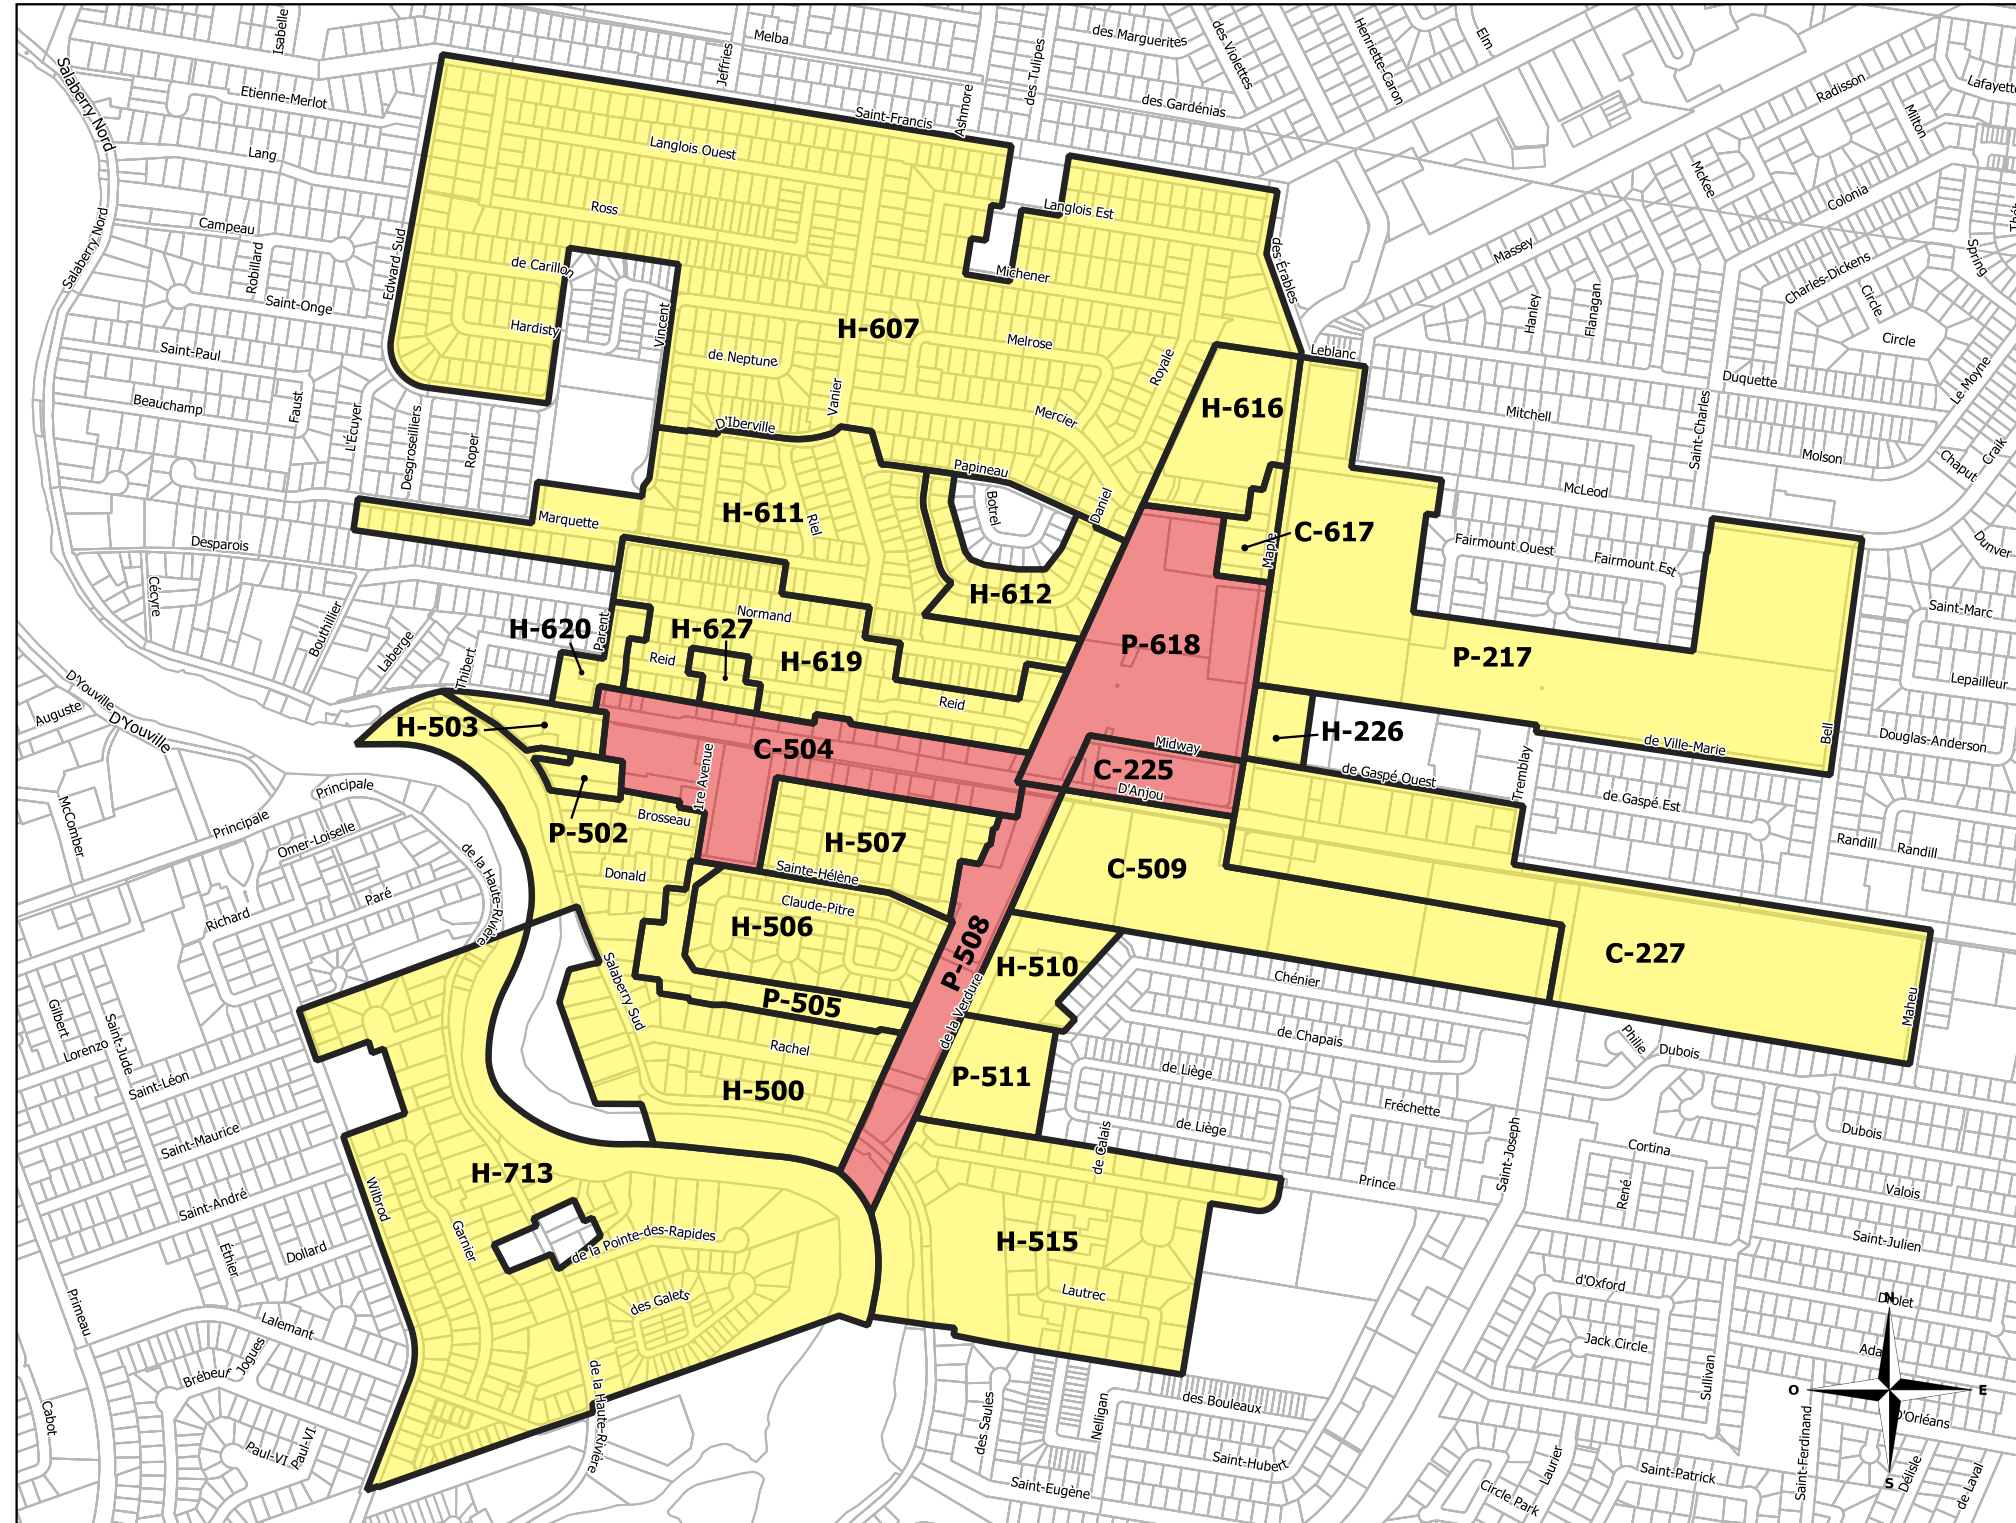 Isabelle
Melba
Jeffries
des Tulipes
des Marguerites
des Violettes
Henriette-Caron
Elm
Radisson
Lafayette
Milton
Salaberry Nord
Etienne-Merlot
Saint-Francis
Ashmore
des Gardénias
Lang
Langlois Ouest
McKee
Colonia
Salaberry Nord
Campeau
Robillard
Edward-Sud
Ross
Langlois Est
des Érables
Massey
Spring
de Carillon
Michener
Charles-Dickens
Saint-Onge
Hardisty
Vincent
H-607
Melrose
Hanley
Flanagan
Circle
Circle
Saint-Paul
de Neptune
Royale
Leblanc
Duquette
Le Moyne
Beauchamp
Faust
L'Écuyer
Desgroseilliers
Roper
Vanier
D'Iberville
Mercier
H-616
Mitchell
Saint-Charles
Molson
Chaput
Craik
Papineau
Marquette
H-611
Riel
Botrel
Daniel
McLeod
C-617
Maple
Fairmount Ouest
Fairmount Est
Dunver
Desparois
Cécyre
Bouthillier
Laberge
Thibert
H-612
Normand
H-620
Parent
H-627
Reid
H-619
P-618
P-217
Saint-Marc
Lepailleur
D'Youville
Auguste
D'Youville
H-503
Reid
C-504
Midway
H-226
de Ville-Marie
Bell
Douglas-Anderson
C-225
D'Anjou
de Gaspé Ouest
Tremblay
de Gaspé Est
Principale
Principale
McComber
1re Avenue
P-502
Brosseau
H-507
Omer-Loiselle
de la Haute-Rivière
Donald
Sainte-Hélène
C-509
Randill
Randill
Paré
Richard
Claude-Pitre
H-506
P-508
H-510
C-227
Salaberry Sud
P-505
de la Verdure
Chénier
Maheu
Gilbert
Saint-Jude
Lorenzo
Saint-Léon
Rachel
H-500
P-511
de Chapais
de Liège
Philie
Dubois
Fréchette
Saint-Maurice
de Liège
de Calais
Saint-Joseph
Dubois
Cortina
H-713
Wilbrod
Prince
René
Valois
Saint-André
Garnier
Éthier
Dollard
de la Pointe-des-Rapides
H-515
Saint-Julien
Primeau
des Galets
Lautrec
d'Oxford
Drolet
N
Lalemant
Jogues
Brébeuf
Jack Circle
Sullivan
O
E
S
Cabot
Paul-VI
Paul-VI
de la Haute-Rivière
des Saules
Nelligan
des Bouleaux
D'Orléans
Saint-Hubert
Saint-Eugène
Circle Park
Laurier
Saint-Patrick
Saint-Ferdinand
Delisle
de Laval